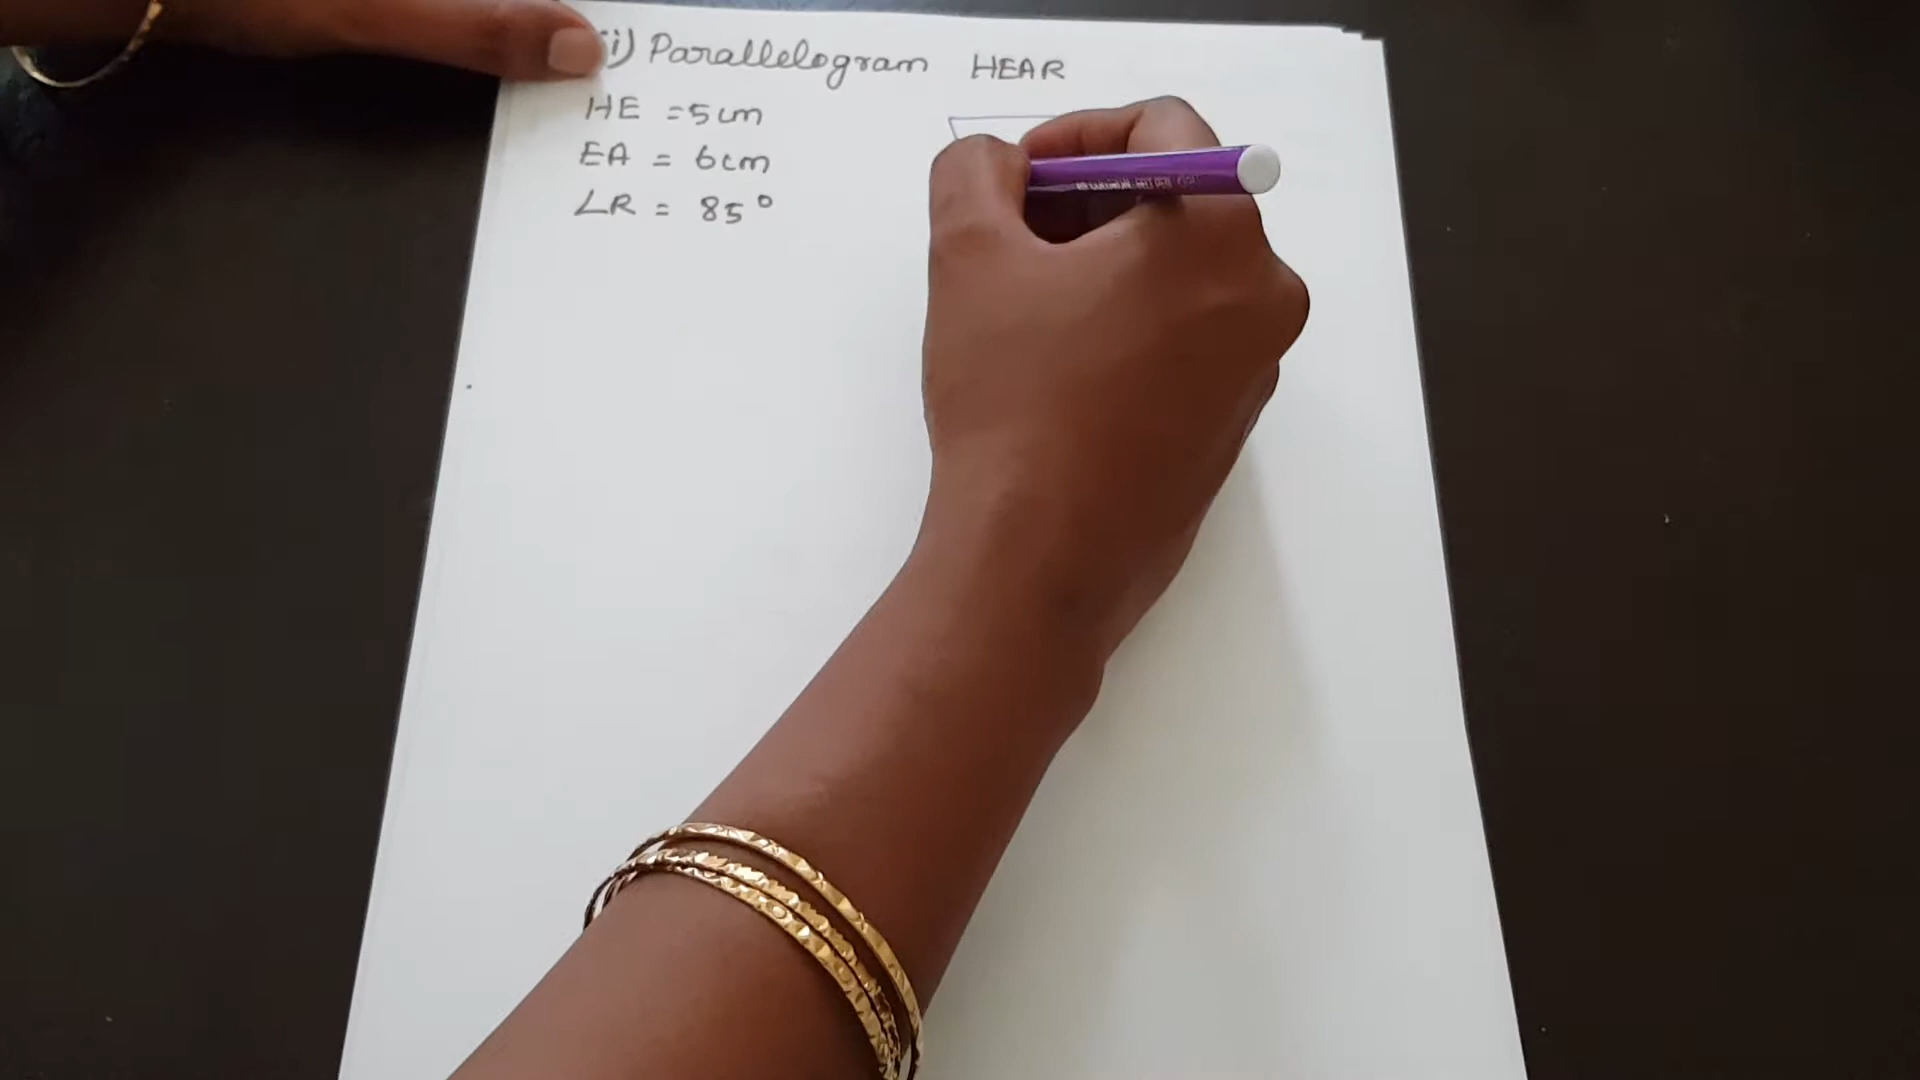 i) Parallelogram HEAR
HE = 5cm
EA = 6cm
∠R = 85°